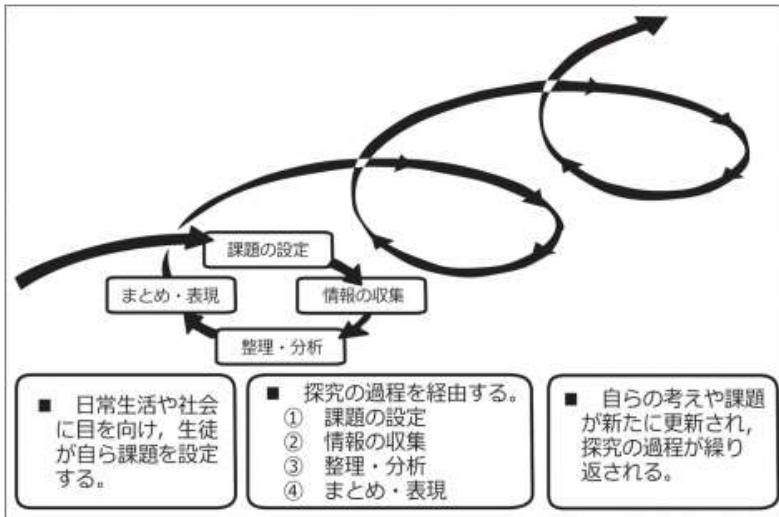 課題の設定
まとめ・表現
情報の収集
整理・分析
■ 日常生活や社会
に目を向け，生徒
が自ら課題を設定
する。
■ 探究の過程を経由する。
① 課題の設定
② 情報の収集
③ 整理・分析
④ まとめ・表現
■ 自らの考えや課題
が新たに更新され，
探究の過程が繰り
返される。